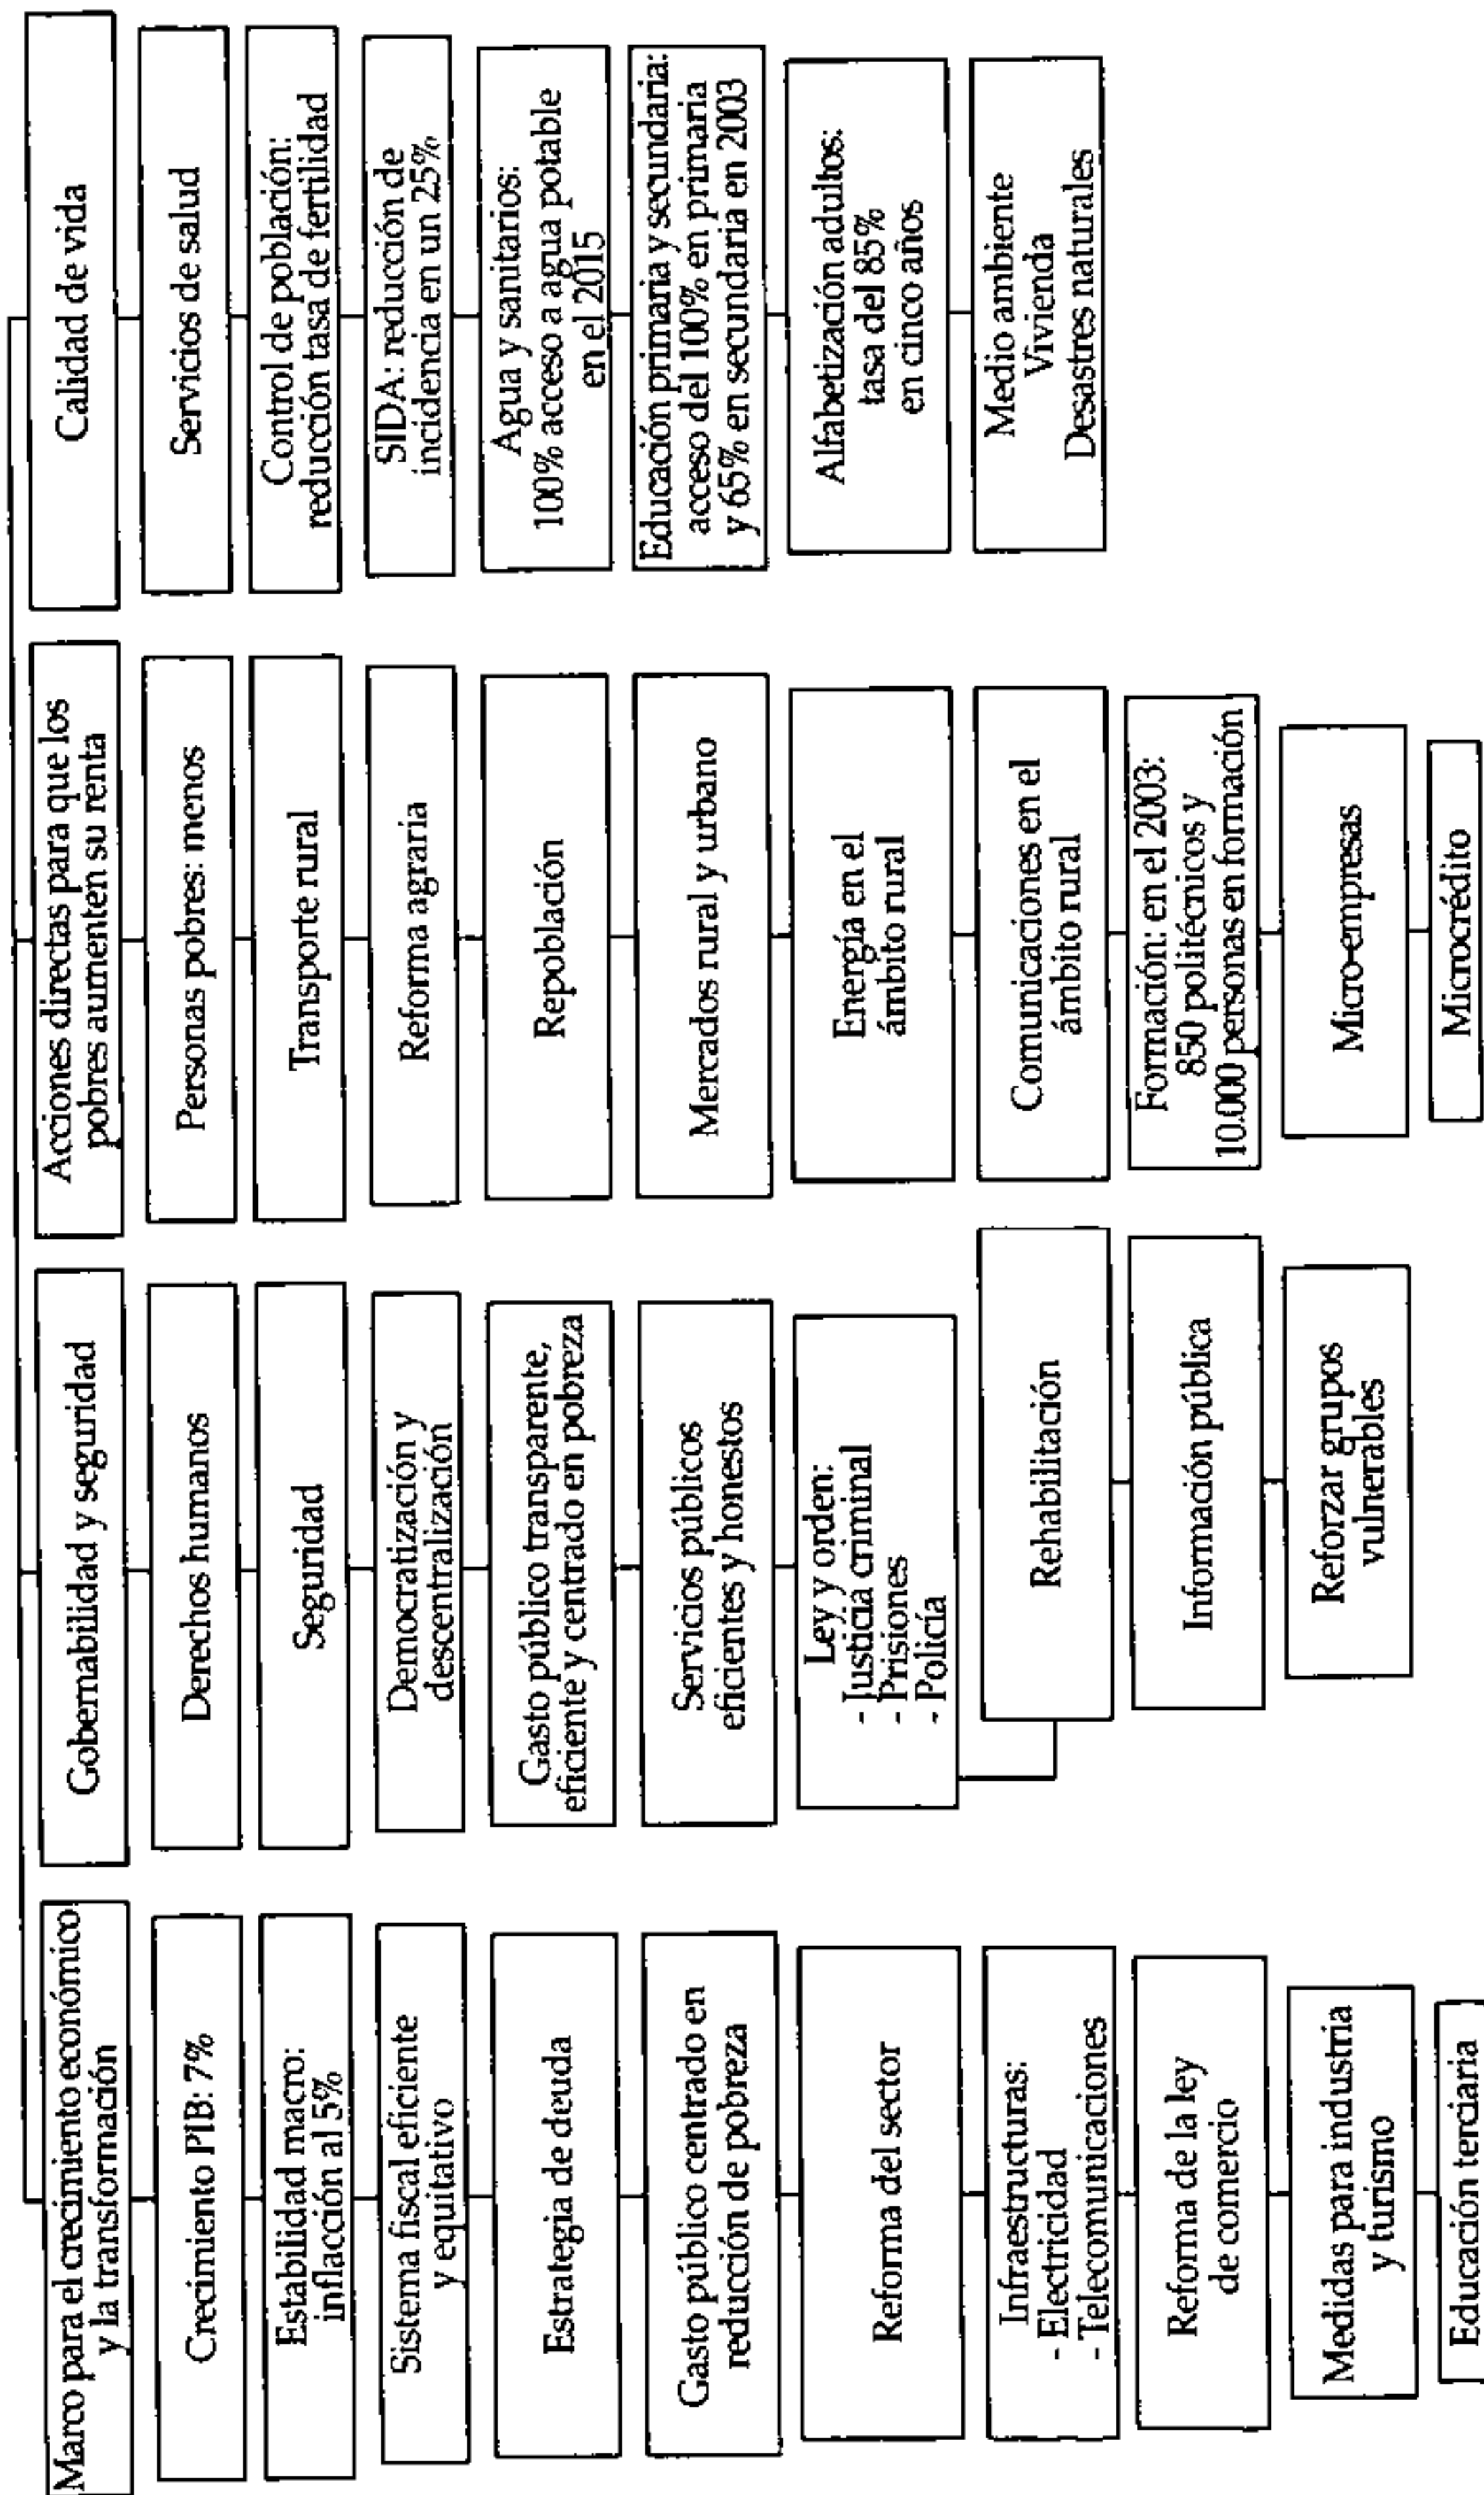 Marco para el crecimiento económico
y la transformación
Crecimiento PIB: 7%
Estabilidad macro:
inflacción al 5%
Sistema fiscal eficiente
y equitativo
Estrategia de deuda
Gasto público centrado en
reducción de pobreza
Reforma del sector
Infraestructuras:
- Electricidad
- Telecomunicaciones
Reforma de la ley
de comercio
Medidas para industria
y turismo
Educación terciaria
Gobernabilidad y seguridad
Derechos humanos
Seguridad
Democratización y
descentralización
Gasto público transparente,
eficiente y centrado en pobreza
Servicios públicos
eficientes y honestos
Ley y orden:
- Justicia criminal
- Prisiones
- Policía
Rehabilitación
Información pública
Reforzar grupos
vulnerables
Acciones directas para que los
pobres aumenten su renta
Personas pobres: menos
Transporte rural
Reforma agraria
Repoblación
Mercados rural y urbano
Energía en el
ámbito rural
Comunicaciones en el
ámbito rural
Formación: en el 2003:
850 politécnicos y
10.000 personas en formación
Micro-empresas
Microcrédito
Calidad de vida
Servicios de salud
Control de población:
reducción tasa de fertilidad
SIDA: reducción de
incidencia en un 25%
Agua y sanitarios:
100% acceso a agua potable
en el 2015
Educación primaria y secundaria:
acceso del 100% en primaria
y 65% en secundaria en 2003
Alfabetización adultos:
tasa del 85%
en cinco años
Medio ambiente
Vivienda
Desastres naturales